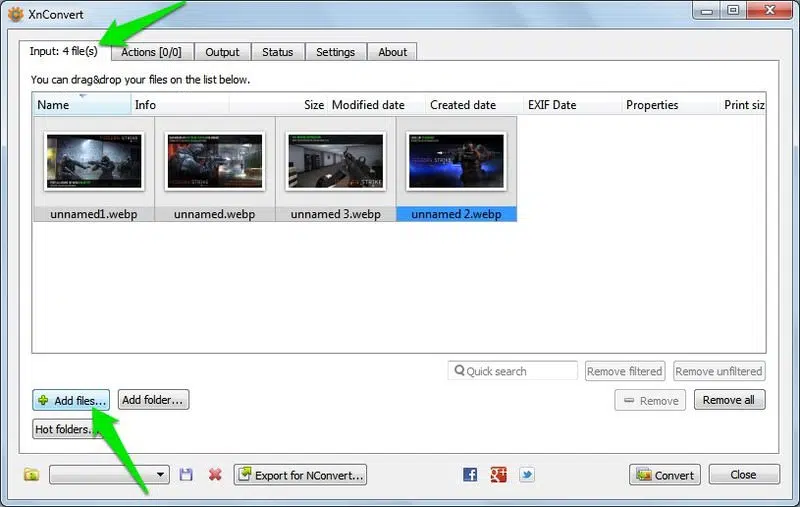 XnConvert
Input: 4 file(s) Actions [0/0] Output Status Settings About
You can drag&drop your files on the list below.
Name Info Size Modified date Created date EXIF Date Properties Print siz
STRIKE
unnamed1.webp unnamed.webp unnamed 3.webp unnamed 2.webp
Quick search Remove filtered Remove unfiltered
Add files... Add folder... Remove Remove all
Hot folders...
Export for NConvert... Convert Close